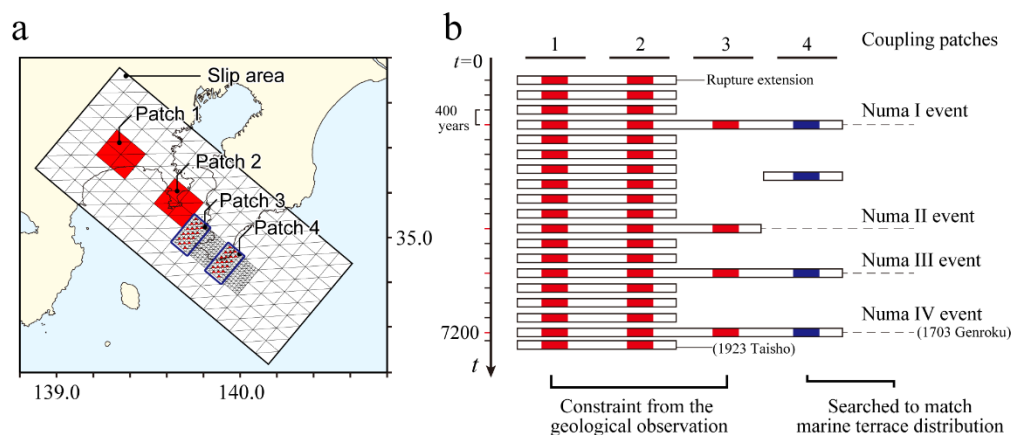 a
Slip area
Patch 1
Patch 2
Patch 3
Patch 4
35.0
139.0
140.0
b
1
2
3
4
Coupling patches
t=0
Rupture extension
400
years
Numa I event
Numa II event
Numa III event
Numa IV event
(1703 Genroku)
7200
(1923 Taisho)
t
Constraint from the
geological observation
Searched to match
marine terrace distribution